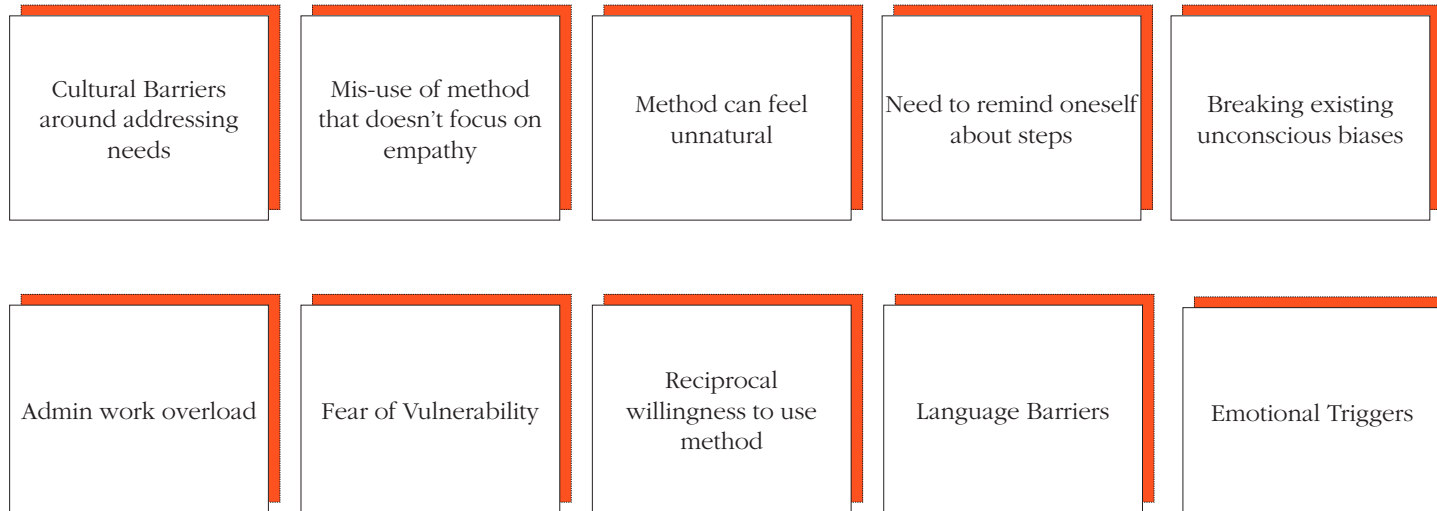 Cultural Barriers
around addressing
needs
Mis-use of method
that doesn’t focus on
empathy
Method can feel
unnatural
Need to remind oneself
about steps
Breaking existing
unconscious biases
Admin work overload
Fear of Vulnerability
Reciprocal
willingness to use
method
Language Barriers
Emotional Triggers